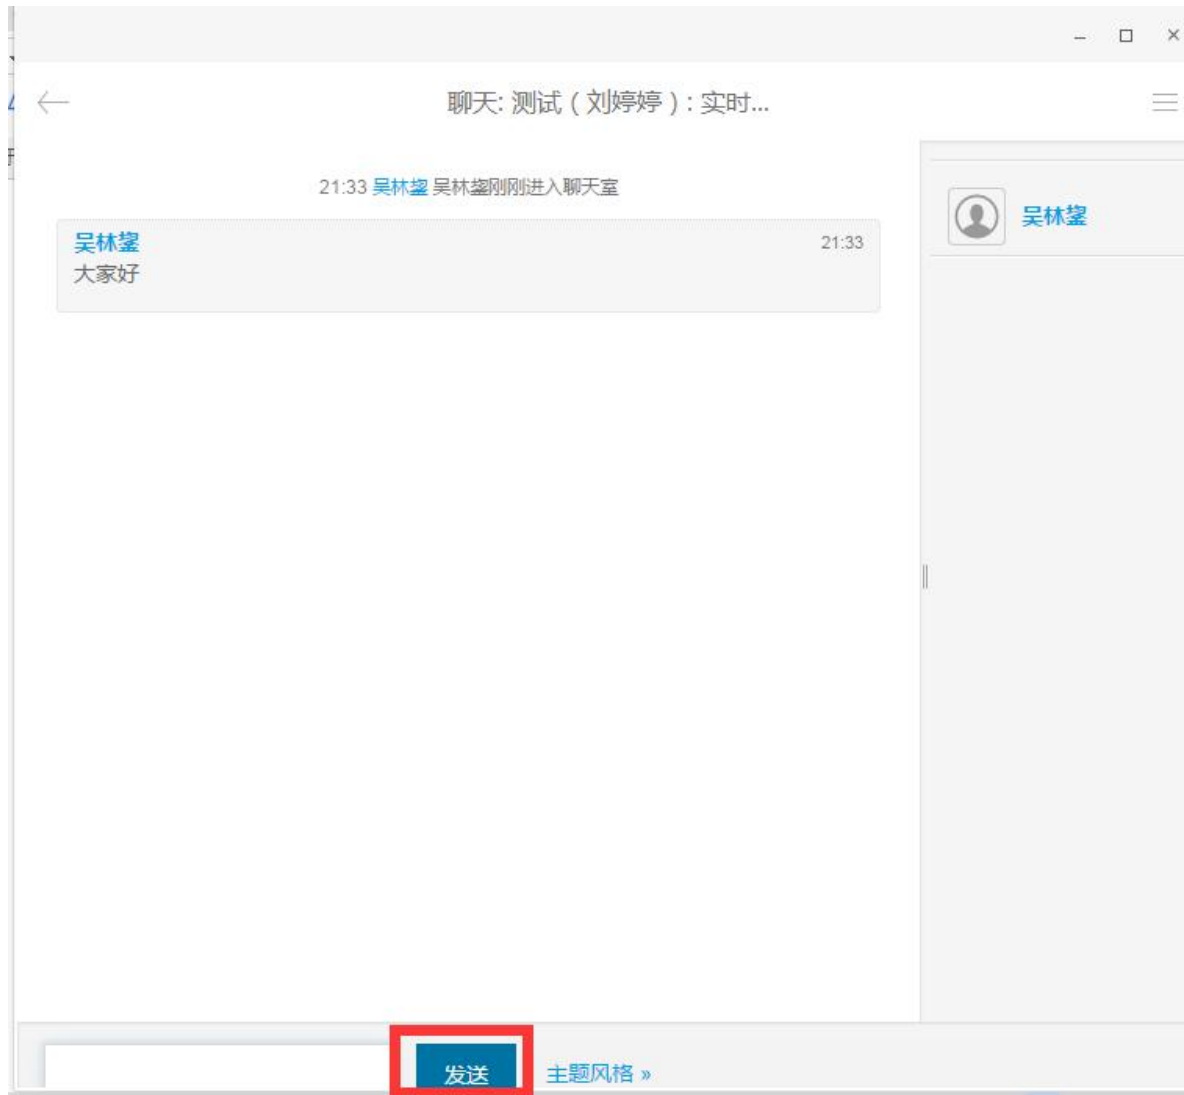 聊天: 测试（刘婷婷）: 实时...
21:33 吴林鋆 吴林鋆刚刚进入聊天室
吴林鋆 21:33
大家好
吴林鋆
发送 主题风格 »